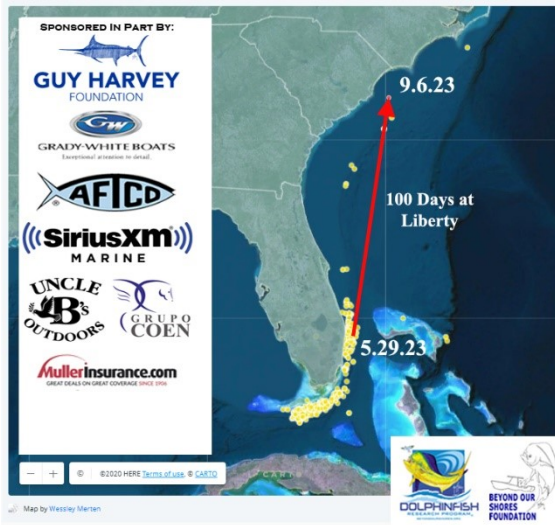 SPONSORED IN PART BY:
GUY HARVEY
FOUNDATION
GW
GRADY-WHITE BOATS
Exceptional attention to detail.
AFTCO
((SiriusXM))
MARINE
UNCLE
B's
OUTDOORS
GRUPO
COEN
Mullerinsurance.com
GREAT DEALS ON GREAT COVERAGE SINCE 1906
9.6.23
100 Days at
Liberty
5.29.23
− + © ©2020 HERE Terms of use, © CARTO
DOLPHINFISH
RESEARCH PROGRAM
BEYOND OUR
SHORES
FOUNDATION
Map by Wessley Merten